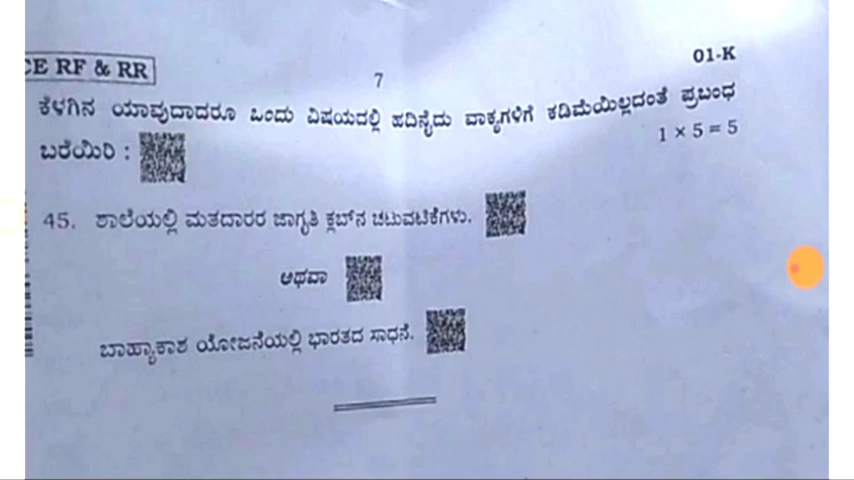 CE RF & RR
7
01-K
ಕೆಳಗಿನ ಯಾವುದಾದರೂ ಒಂದು ವಿಷಯದಲ್ಲಿ ಹದಿನೈದು ವಾಕ್ಯಗಳಿಗೆ ಕಡಿಮೆಯಿಲ್ಲದಂತೆ ಪ್ರಬಂಧ
ಬರೆಯಿರಿ :
1 × 5 = 5
45. ಶಾಲೆಯಲ್ಲಿ ಮತದಾರರ ಜಾಗೃತಿ ಕ್ಲಬ್‌ನ ಚಟುವಟಿಕೆಗಳು.
ಅಥವಾ
ಬಾಹ್ಯಾಕಾಶ ಯೋಜನೆಯಲ್ಲಿ ಭಾರತದ ಸಾಧನೆ.